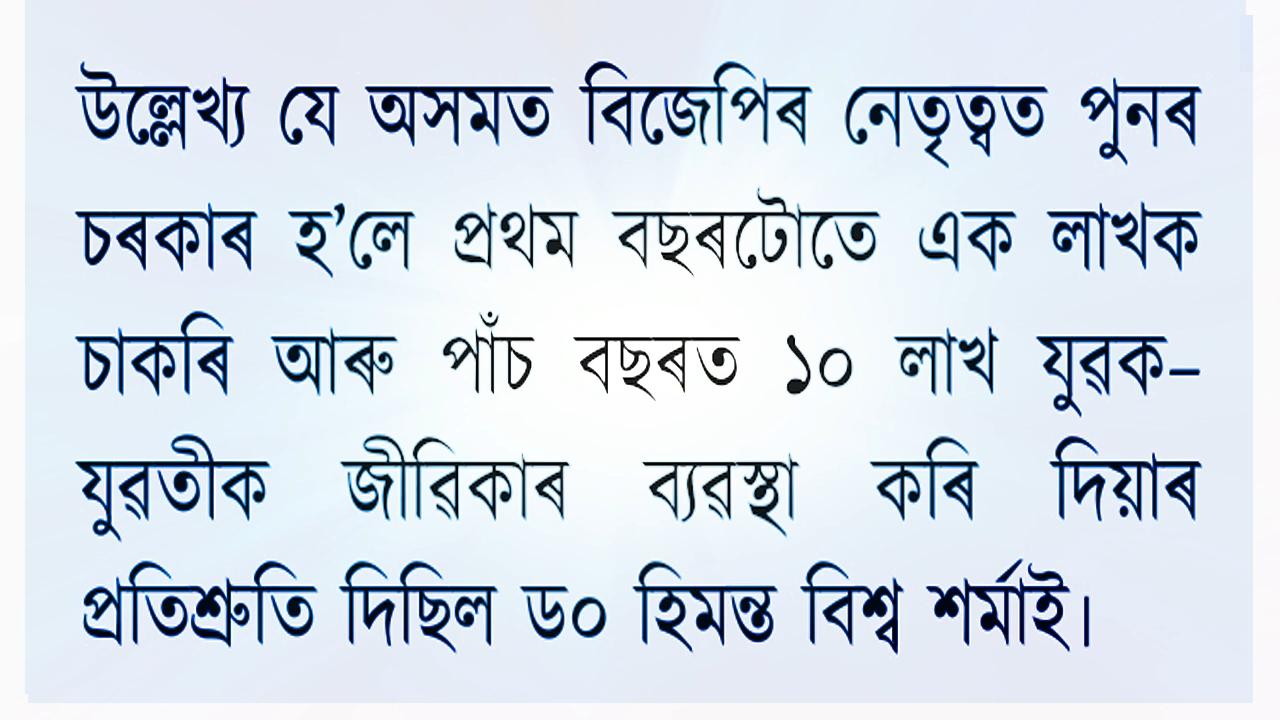 উল্লেখ্য যে অসমত বিজেপিৰ নেতৃত্বত পুনৰ
চৰকাৰ হ’লে প্ৰথম বছৰটোতে এক লাখক
চাকৰি আৰু পাঁচ বছৰত ১০ লাখ যুৱক–
যুৱতীক জীৱিকাৰ ব্যৱস্থা কৰি দিয়াৰ
প্ৰতিশ্ৰুতি দিছিল ড০ হিমন্ত বিশ্ব শৰ্মাই।